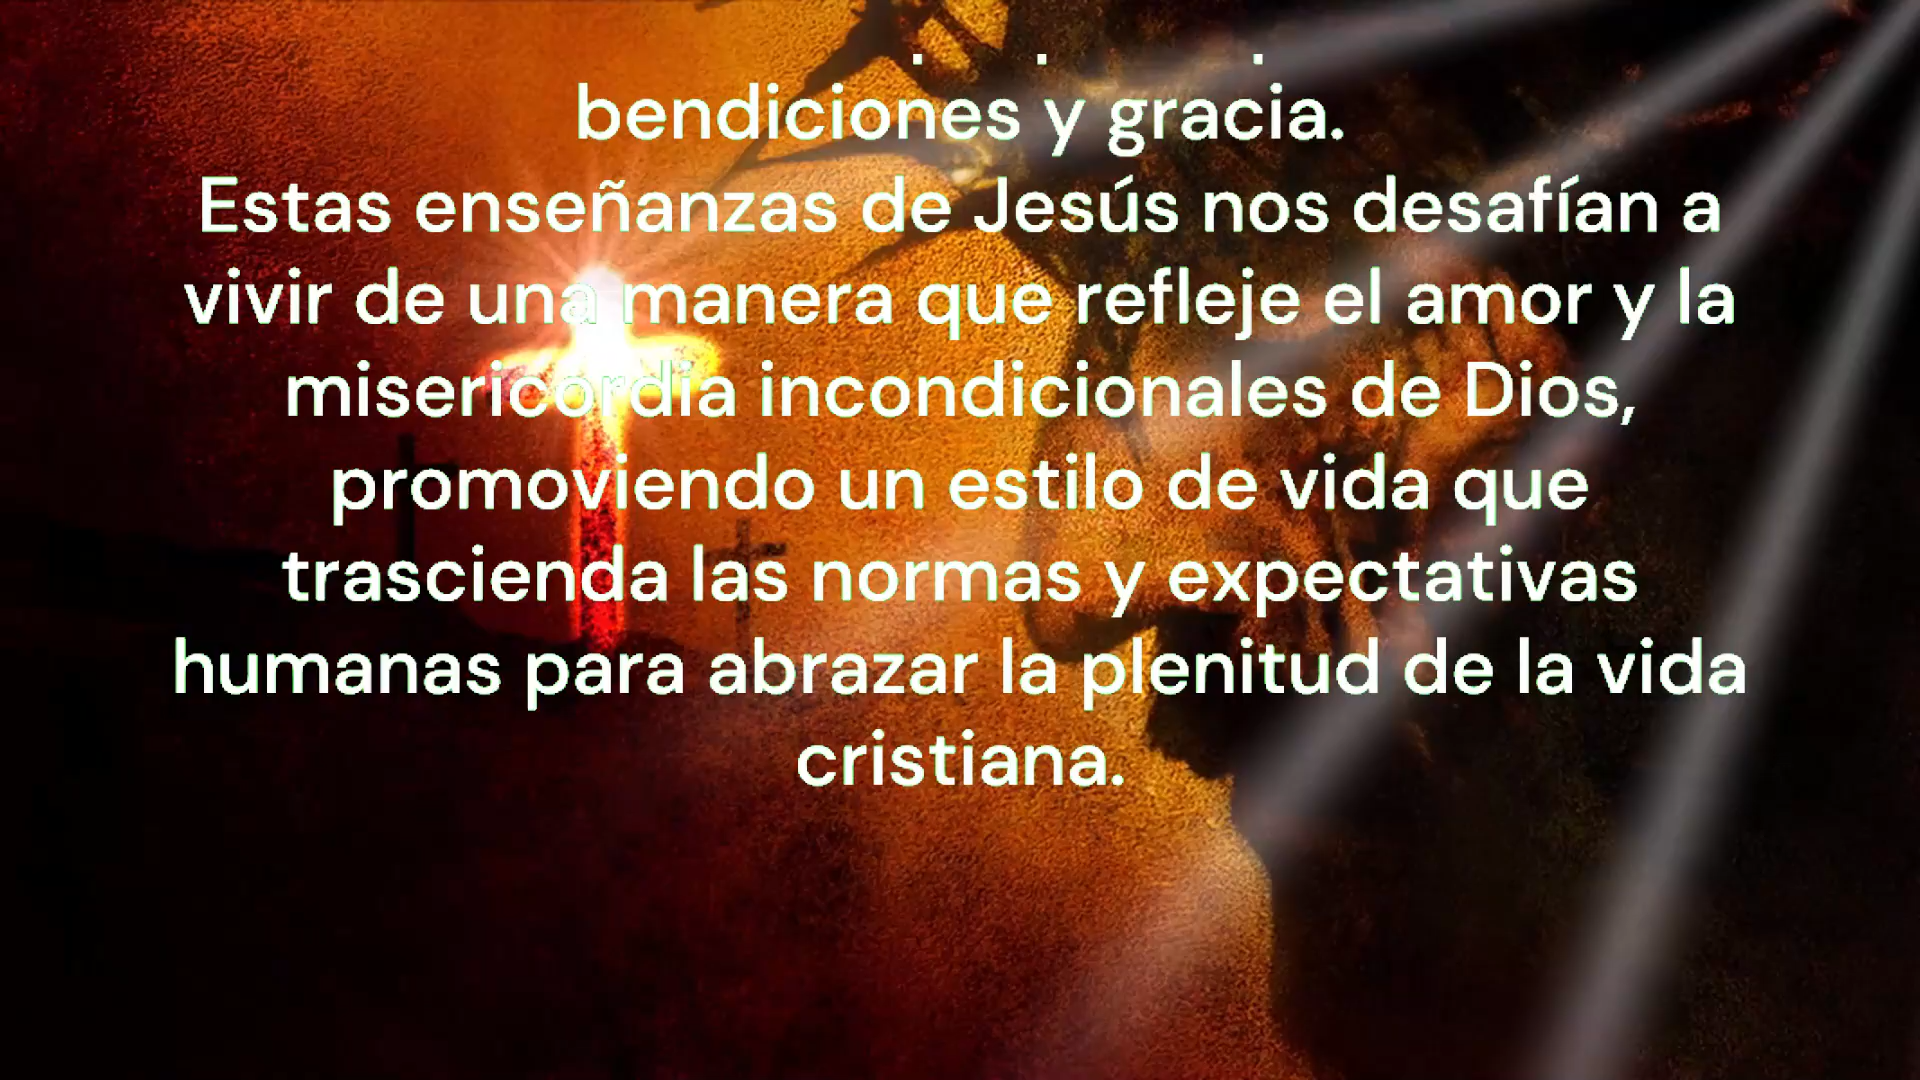 bendiciones y gracia.
Estas enseñanzas de Jesús nos desafían a
vivir de una manera que refleje el amor y la
misericordia incondicionales de Dios,
promoviendo un estilo de vida que
trascienda las normas y expectativas
humanas para abrazar la plenitud de la vida
cristiana.